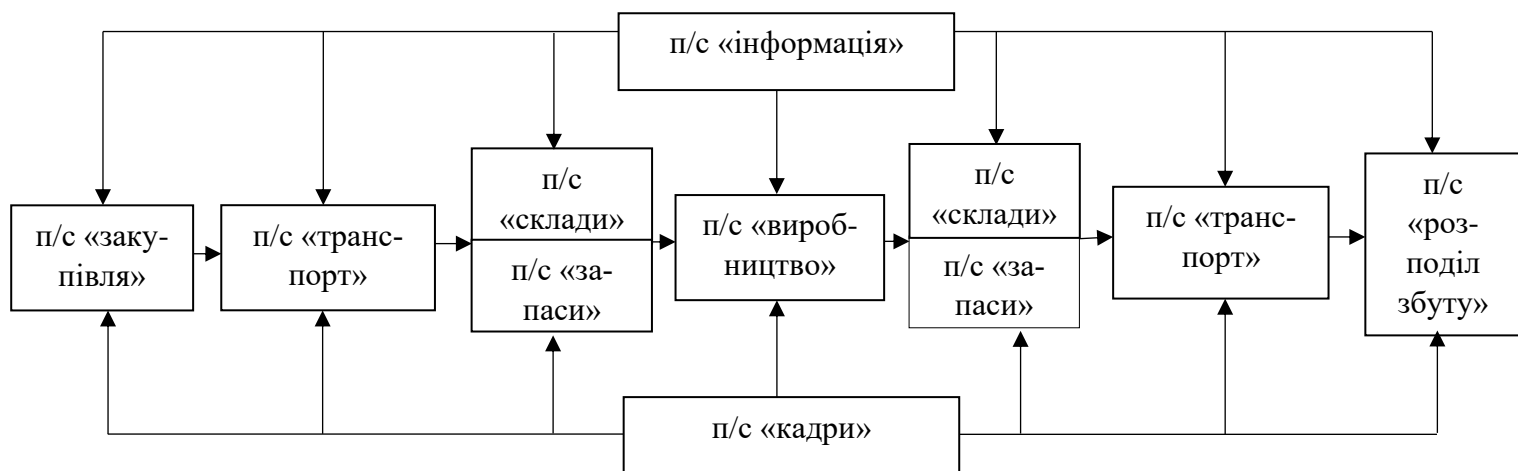 п/с «інформація»
п/с «заку-
півля»
п/с «транс-
порт»
п/с
«склади»
п/с «за-
паси»
п/с «вироб-
ництво»
п/с
«склади»
п/с «за-
паси»
п/с «транс-
порт»
п/с
«роз-
поділ
збуту»
п/с «кадри»